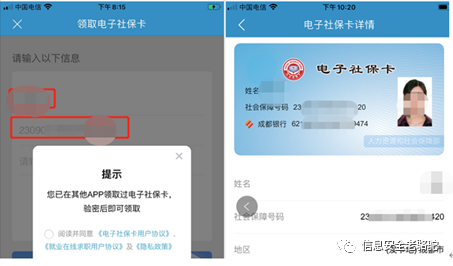 中国电信
下午8:15
领取电子社保卡
请输入以下信息
2309
提示
您已在其他APP领取过电子社保卡，
验密后即可领取
阅读并同意《电子社保卡用户协议》、
《就业在线求职用户协议》及《隐私政策》
中国电信
上午10:20
电子社保卡详情
电子社保卡
姓名
社会保障号码 23 20
成都银行 621
人力资源和社会保障部
姓名
社会保障号码 23 420
地区
信息安全老骆驼